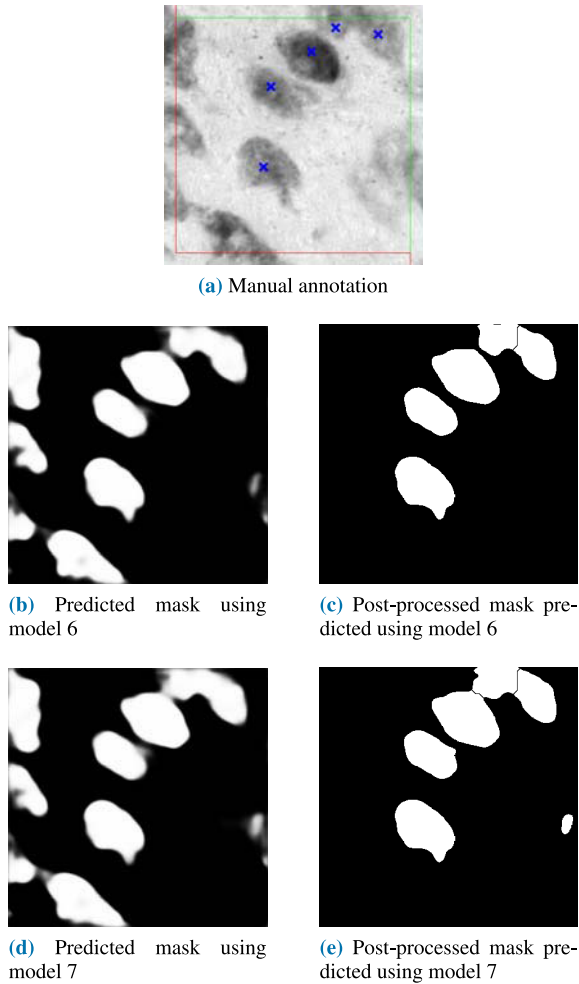 (a) Manual annotation
(b) Predicted mask using
model 6
(c) Post-processed mask pre-
dicted using model 6
(d) Predicted mask using
model 7
(e) Post-processed mask pre-
dicted using model 7